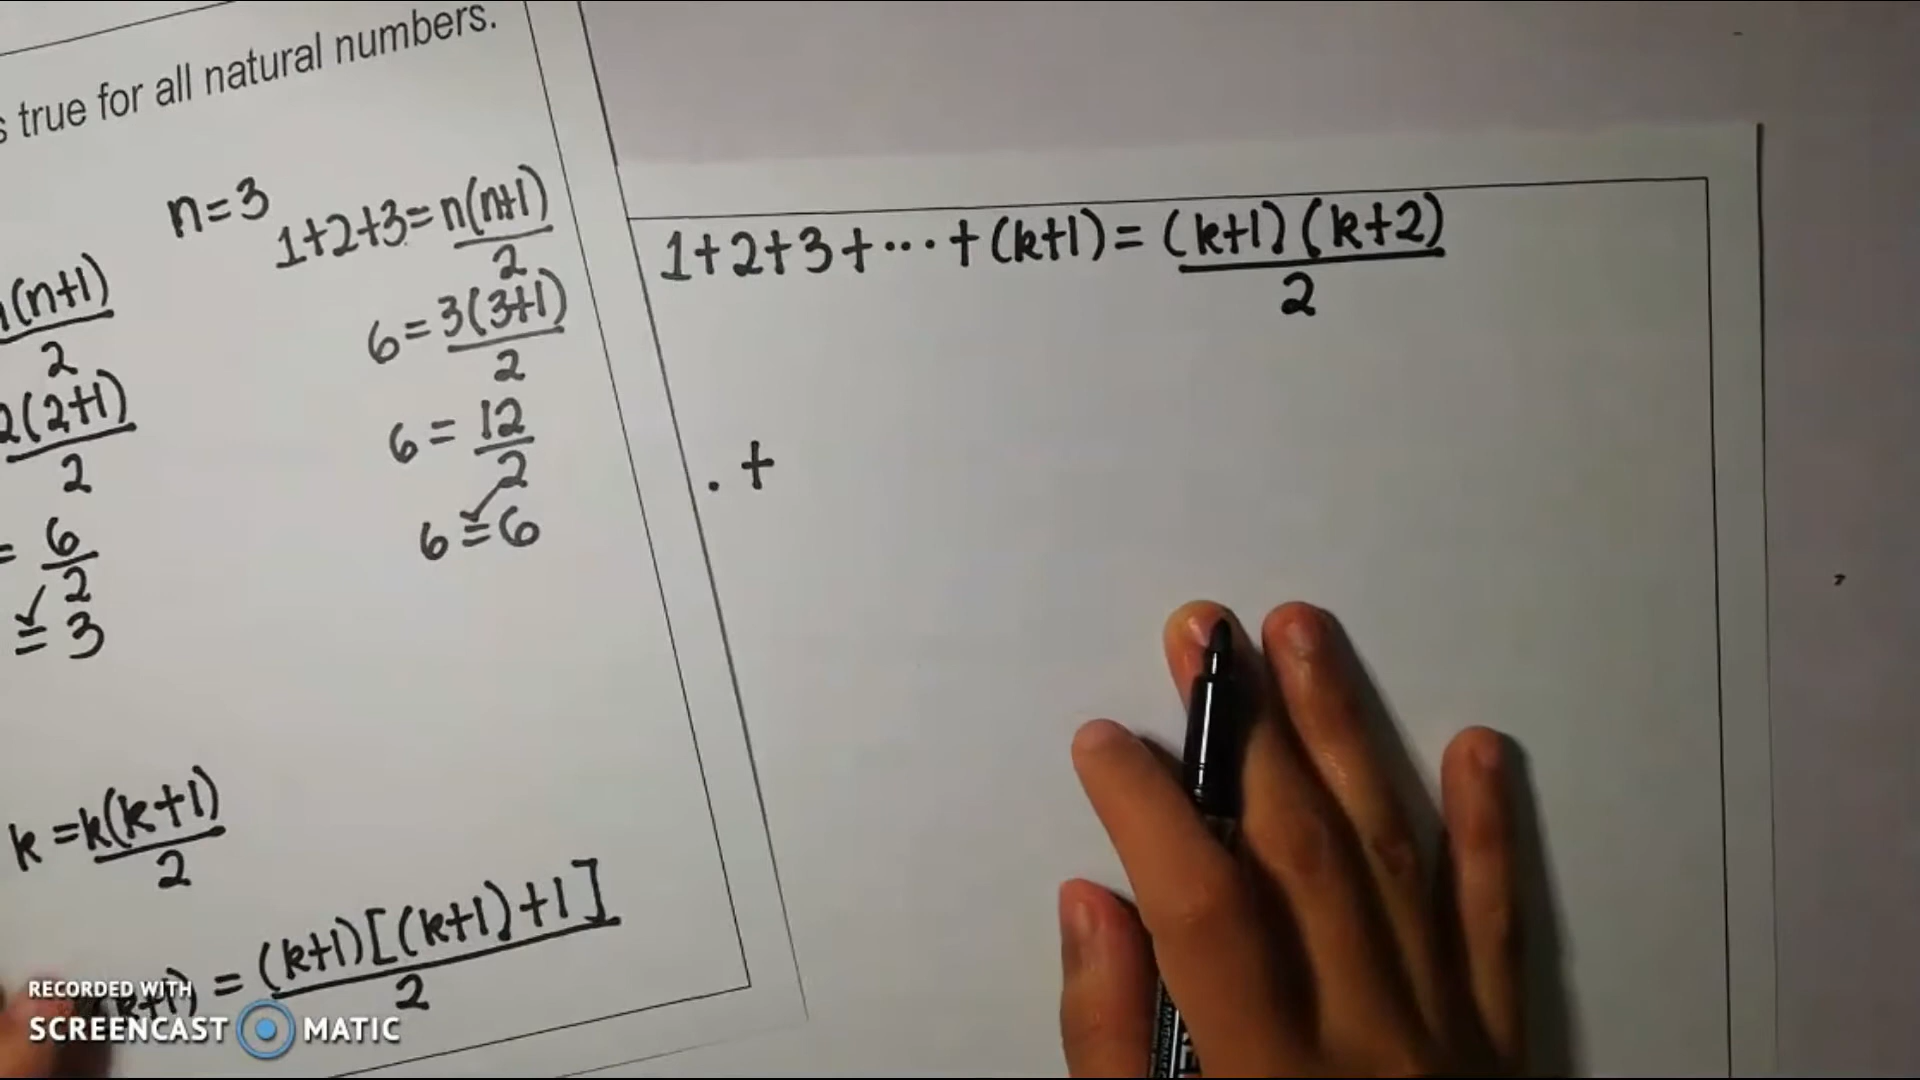 true for all natural numbers.
n=3
1+2+3=n(n+1)/2
6=3(3+1)/2
6=12/2
6=6
(n+1)/2
2(2+1)/2
=6/2
=3
k=k(k+1)/2
(k+1)=(k+1)[(k+1)+1]/2
1+2+3+...+(k+1)=(k+1)(k+2)/2
.+
RECORDED WITH
SCREENCAST MATIC